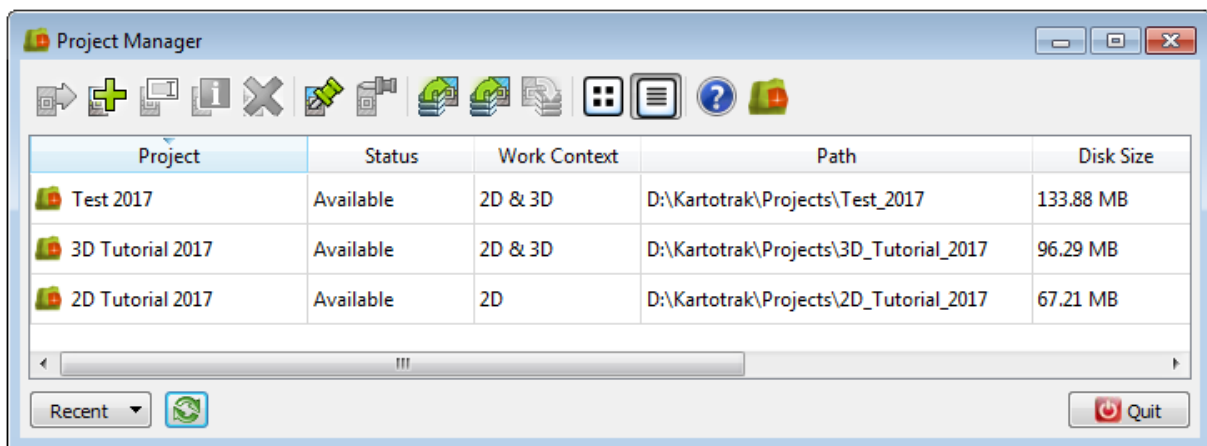 Project Manager
Project Status Work Context Path Disk Size
Test 2017 Available 2D & 3D D:\Kartotrak\Projects\Test_2017 133.88 MB
3D Tutorial 2017 Available 2D & 3D D:\Kartotrak\Projects\3D_Tutorial_2017 96.29 MB
2D Tutorial 2017 Available 2D D:\Kartotrak\Projects\2D_Tutorial_2017 67.21 MB
Recent Quit